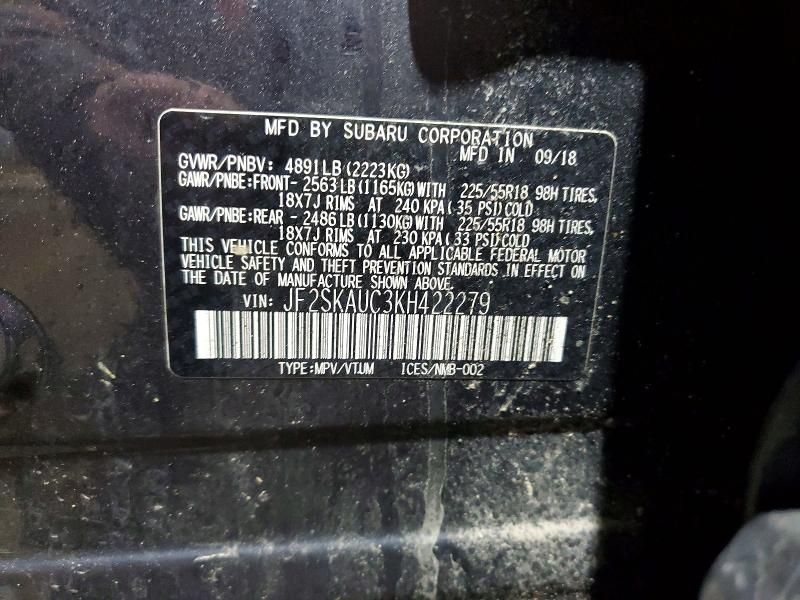 MFD BY SUBARU CORPORATION
MFD IN 09/18
GVWR/PNBV: 4891LB(2223KG)
GAWR/PNBE:FRONT- 2563LB(1165KG)WITH 225/55R18 98H TIRES,
18X7J RIMS AT 240 KPA(35 PSI)COLD
GAWR/PNBE:REAR - 2486LB(1130KG)WITH 225/55R18 98H TIRES,
18X7J RIMS AT 230 KPA(33 PSI)COLD
THIS VEHICLE CONFORMS TO ALL APPLICABLE FEDERAL MOTOR
VEHICLE SAFETY AND THEFT PREVENTION STANDARDS IN EFFECT ON
THE DATE OF MANUFACTURE SHOWN ABOVE.
VIN: JF2SKAUC3KH422279
TYPE:MPV/VTUM ICES/NMB-002